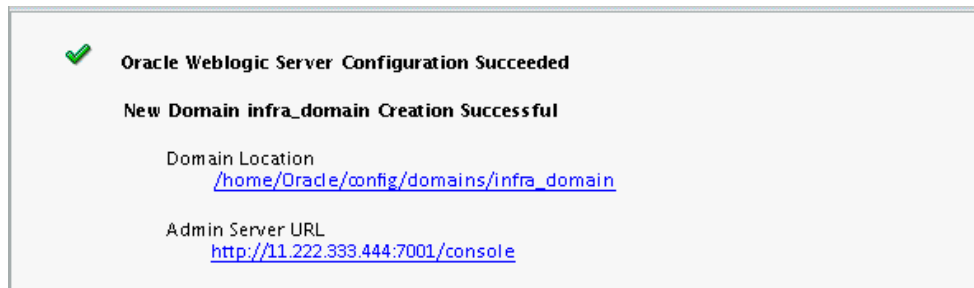 Oracle Weblogic Server Configuration Succeeded
New Domain infra_domain Creation Successful
Domain Location
/home/Oracle/config/domains/infra_domain
Admin Server URL
http://11.222.333.444:7001/console